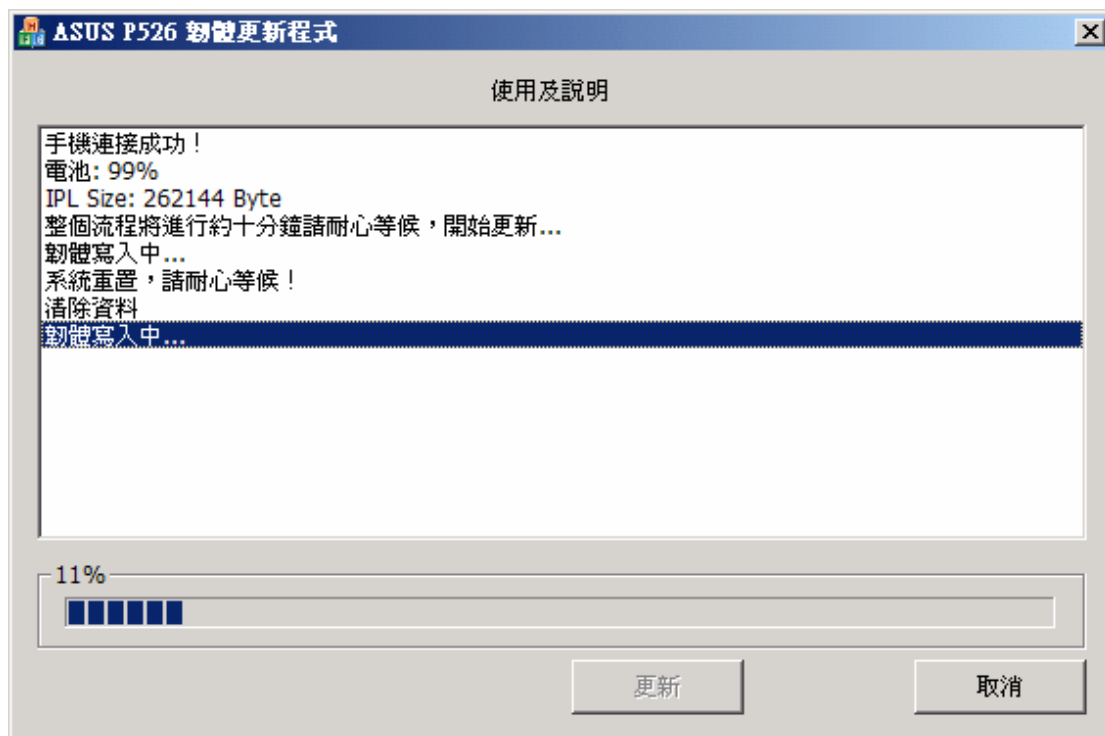 ASUS P526 韌體更新程式
使用及說明
手機連接成功！
電池: 99%
IPL Size: 262144 Byte
整個流程將進行約十分鐘請耐心等候，開始更新...
韌體寫入中...
系統重置，請耐心等候！
清除資料
韌體寫入中...
11%
更新
取消